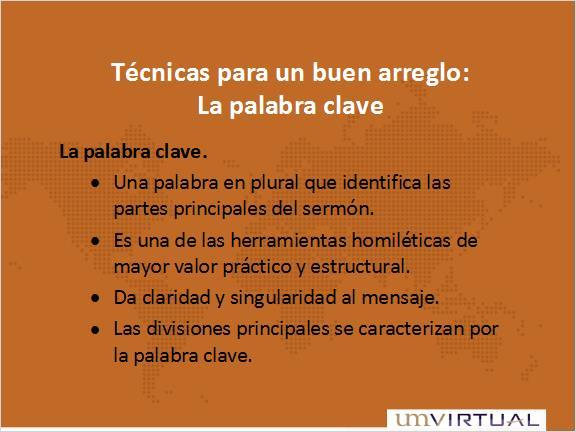 Técnicas para un buen arreglo:
La palabra clave
La palabra clave.
• Una palabra en plural que identifica las
partes principales del sermón.
• Es una de las herramientas homiléticas de
mayor valor práctico y estructural.
• Da claridad y singularidad al mensaje.
• Las divisiones principales se caracterizan por
la palabra clave.
umVIRTUAL